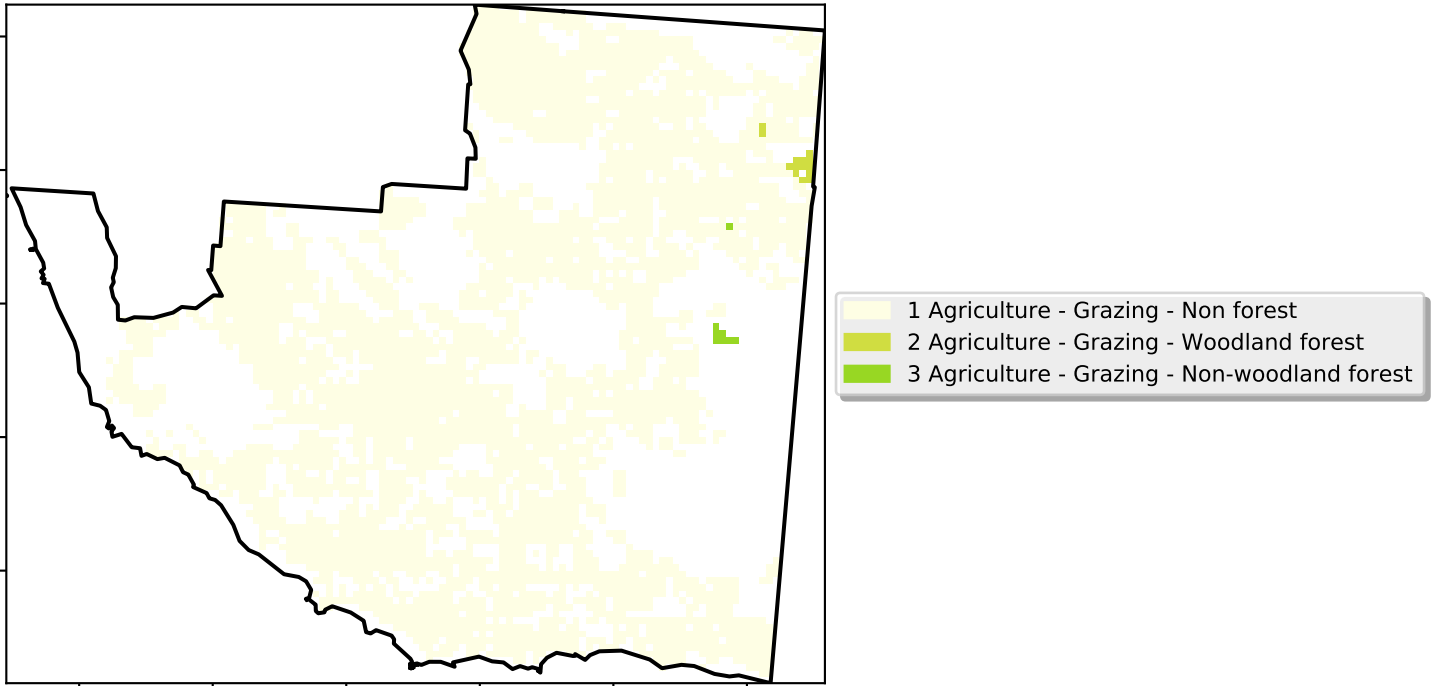 1 Agriculture - Grazing - Non forest
2 Agriculture - Grazing - Woodland forest
3 Agriculture - Grazing - Non-woodland forest